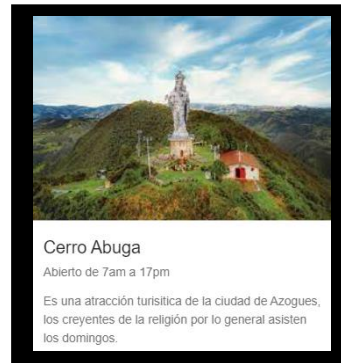 Cerro Abuga
Abierto de 7am a 17pm
Es una atracción turisitica de la ciudad de Azogues,
los creyentes de la religión por lo general asisten
los domingos.